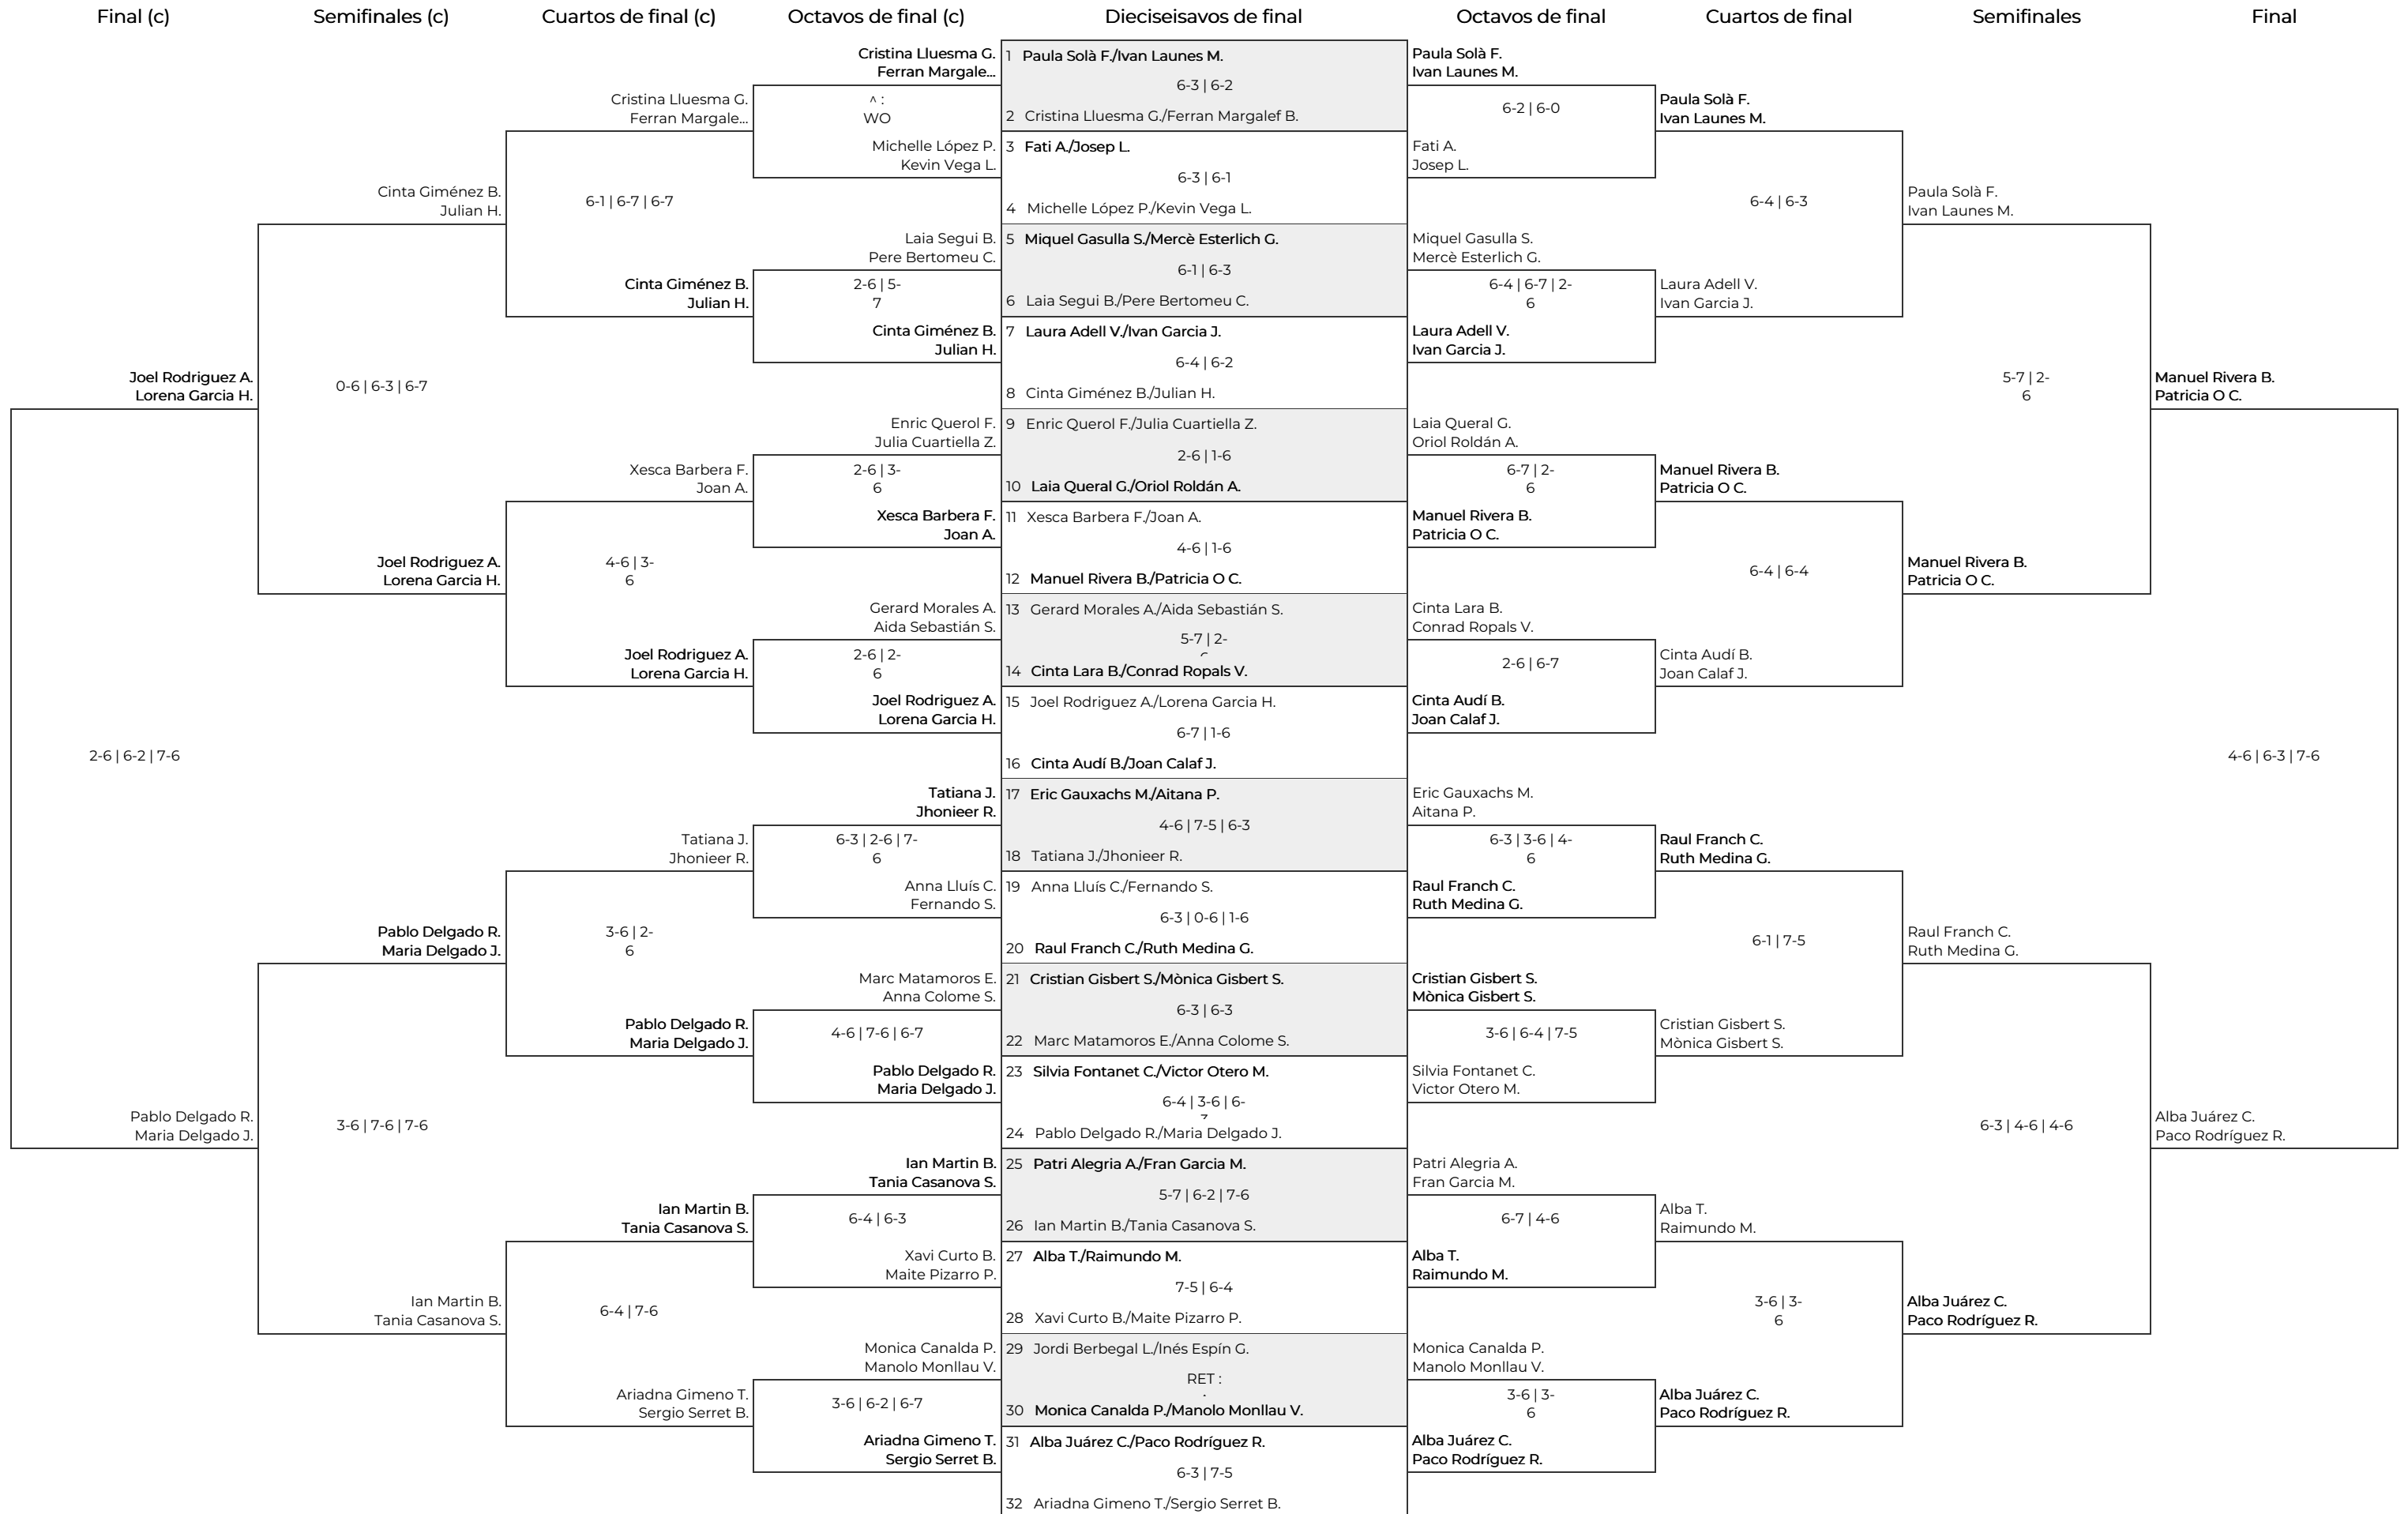 Final (c)
Semifinales (c)
Cuartos de final (c)
Octavos de final (c)
Dieciseisavos de final
Octavos de final
Cuartos de final
Semifinales
Final
Joel Rodriguez A.
Lorena Garcia H.
2-6 | 6-2 | 7-6
Pablo Delgado R.
Maria Delgado J.
Cinta Giménez B.
Julian H.
0-6 | 6-3 | 6-7
Joel Rodriguez A.
Lorena Garcia H.
Pablo Delgado R.
Maria Delgado J.
3-6 | 7-6 | 7-6
Ian Martin B.
Tania Casanova S.
Cristina Lluesma G.
Ferran Margale...
6-1 | 6-7 | 6-7
Cinta Giménez B.
Julian H.
Xesca Barbera F.
Joan A.
4-6 | 3-
6
Joel Rodriguez A.
Lorena Garcia H.
Tatiana J.
Jhonieer R.
3-6 | 2-
6
Pablo Delgado R.
Maria Delgado J.
Ian Martin B.
Tania Casanova S.
6-4 | 7-6
Ariadna Gimeno T.
Sergio Serret B.
Cristina Lluesma G.
Ferran Margale...
^ :
WO
Michelle López P.
Kevin Vega L.
Laia Segui B.
Pere Bertomeu C.
2-6 | 5-
7
Cinta Giménez B.
Julian H.
Enric Querol F.
Julia Cuartiella Z.
2-6 | 3-
6
Xesca Barbera F.
Joan A.
Gerard Morales A.
Aida Sebastián S.
2-6 | 2-
6
Joel Rodriguez A.
Lorena Garcia H.
Tatiana J.
Jhonieer R.
6-3 | 2-6 | 7-
6
Anna Lluís C.
Fernando S.
Marc Matamoros E.
Anna Colome S.
4-6 | 7-6 | 6-7
Pablo Delgado R.
Maria Delgado J.
Ian Martin B.
Tania Casanova S.
6-4 | 6-3
Xavi Curto B.
Maite Pizarro P.
Monica Canalda P.
Manolo Monllau V.
3-6 | 6-2 | 6-7
Ariadna Gimeno T.
Sergio Serret B.
1 Paula Solà F./Ivan Launes M.
6-3 | 6-2
2 Cristina Lluesma G./Ferran Margalef B.
3 Fati A./Josep L.
6-3 | 6-1
4 Michelle López P./Kevin Vega L.
5 Miquel Gasulla S./Mercè Esterlich G.
6-1 | 6-3
6 Laia Segui B./Pere Bertomeu C.
7 Laura Adell V./Ivan Garcia J.
6-4 | 6-2
8 Cinta Giménez B./Julian H.
9 Enric Querol F./Julia Cuartiella Z.
2-6 | 1-6
10 Laia Queral G./Oriol Roldán A.
11 Xesca Barbera F./Joan A.
4-6 | 1-6
12 Manuel Rivera B./Patricia O C.
13 Gerard Morales A./Aida Sebastián S.
5-7 | 2-
14 Cinta Lara B./Conrad Ropals V.
15 Joel Rodriguez A./Lorena Garcia H.
6-7 | 1-6
16 Cinta Audí B./Joan Calaf J.
17 Eric Gauxachs M./Aitana P.
4-6 | 7-5 | 6-3
18 Tatiana J./Jhonieer R.
19 Anna Lluís C./Fernando S.
6-3 | 0-6 | 1-6
20 Raul Franch C./Ruth Medina G.
21 Cristian Gisbert S./Mònica Gisbert S.
6-3 | 6-3
22 Marc Matamoros E./Anna Colome S.
23 Silvia Fontanet C./Victor Otero M.
6-4 | 3-6 | 6-
24 Pablo Delgado R./Maria Delgado J.
25 Patri Alegria A./Fran Garcia M.
5-7 | 6-2 | 7-6
26 Ian Martin B./Tania Casanova S.
27 Alba T./Raimundo M.
7-5 | 6-4
28 Xavi Curto B./Maite Pizarro P.
29 Jordi Berbegal L./Inés Espín G.
RET :
30 Monica Canalda P./Manolo Monllau V.
31 Alba Juárez C./Paco Rodríguez R.
6-3 | 7-5
32 Ariadna Gimeno T./Sergio Serret B.
Paula Solà F.
Ivan Launes M.
6-2 | 6-0
Fati A.
Josep L.
Miquel Gasulla S.
Mercè Esterlich G.
6-4 | 6-7 | 2-
6
Laura Adell V.
Ivan Garcia J.
Laia Queral G.
Oriol Roldán A.
6-7 | 2-
6
Manuel Rivera B.
Patricia O C.
Cinta Lara B.
Conrad Ropals V.
2-6 | 6-7
Cinta Audí B.
Joan Calaf J.
Eric Gauxachs M.
Aitana P.
6-3 | 3-6 | 4-
6
Raul Franch C.
Ruth Medina G.
Cristian Gisbert S.
Mònica Gisbert S.
3-6 | 6-4 | 7-5
Silvia Fontanet C.
Victor Otero M.
Patri Alegria A.
Fran Garcia M.
6-7 | 4-6
Alba T.
Raimundo M.
Monica Canalda P.
Manolo Monllau V.
3-6 | 3-
6
Alba Juárez C.
Paco Rodríguez R.
Paula Solà F.
Ivan Launes M.
6-4 | 6-3
Laura Adell V.
Ivan Garcia J.
Manuel Rivera B.
Patricia O C.
6-4 | 6-4
Cinta Audí B.
Joan Calaf J.
Raul Franch C.
Ruth Medina G.
6-1 | 7-5
Cristian Gisbert S.
Mònica Gisbert S.
Alba T.
Raimundo M.
3-6 | 3-
6
Alba Juárez C.
Paco Rodríguez R.
Paula Solà F.
Ivan Launes M.
5-7 | 2-
6
Manuel Rivera B.
Patricia O C.
Raul Franch C.
Ruth Medina G.
6-3 | 4-6 | 4-6
Alba Juárez C.
Paco Rodríguez R.
Manuel Rivera B.
Patricia O C.
4-6 | 6-3 | 7-6
Alba Juárez C.
Paco Rodríguez R.